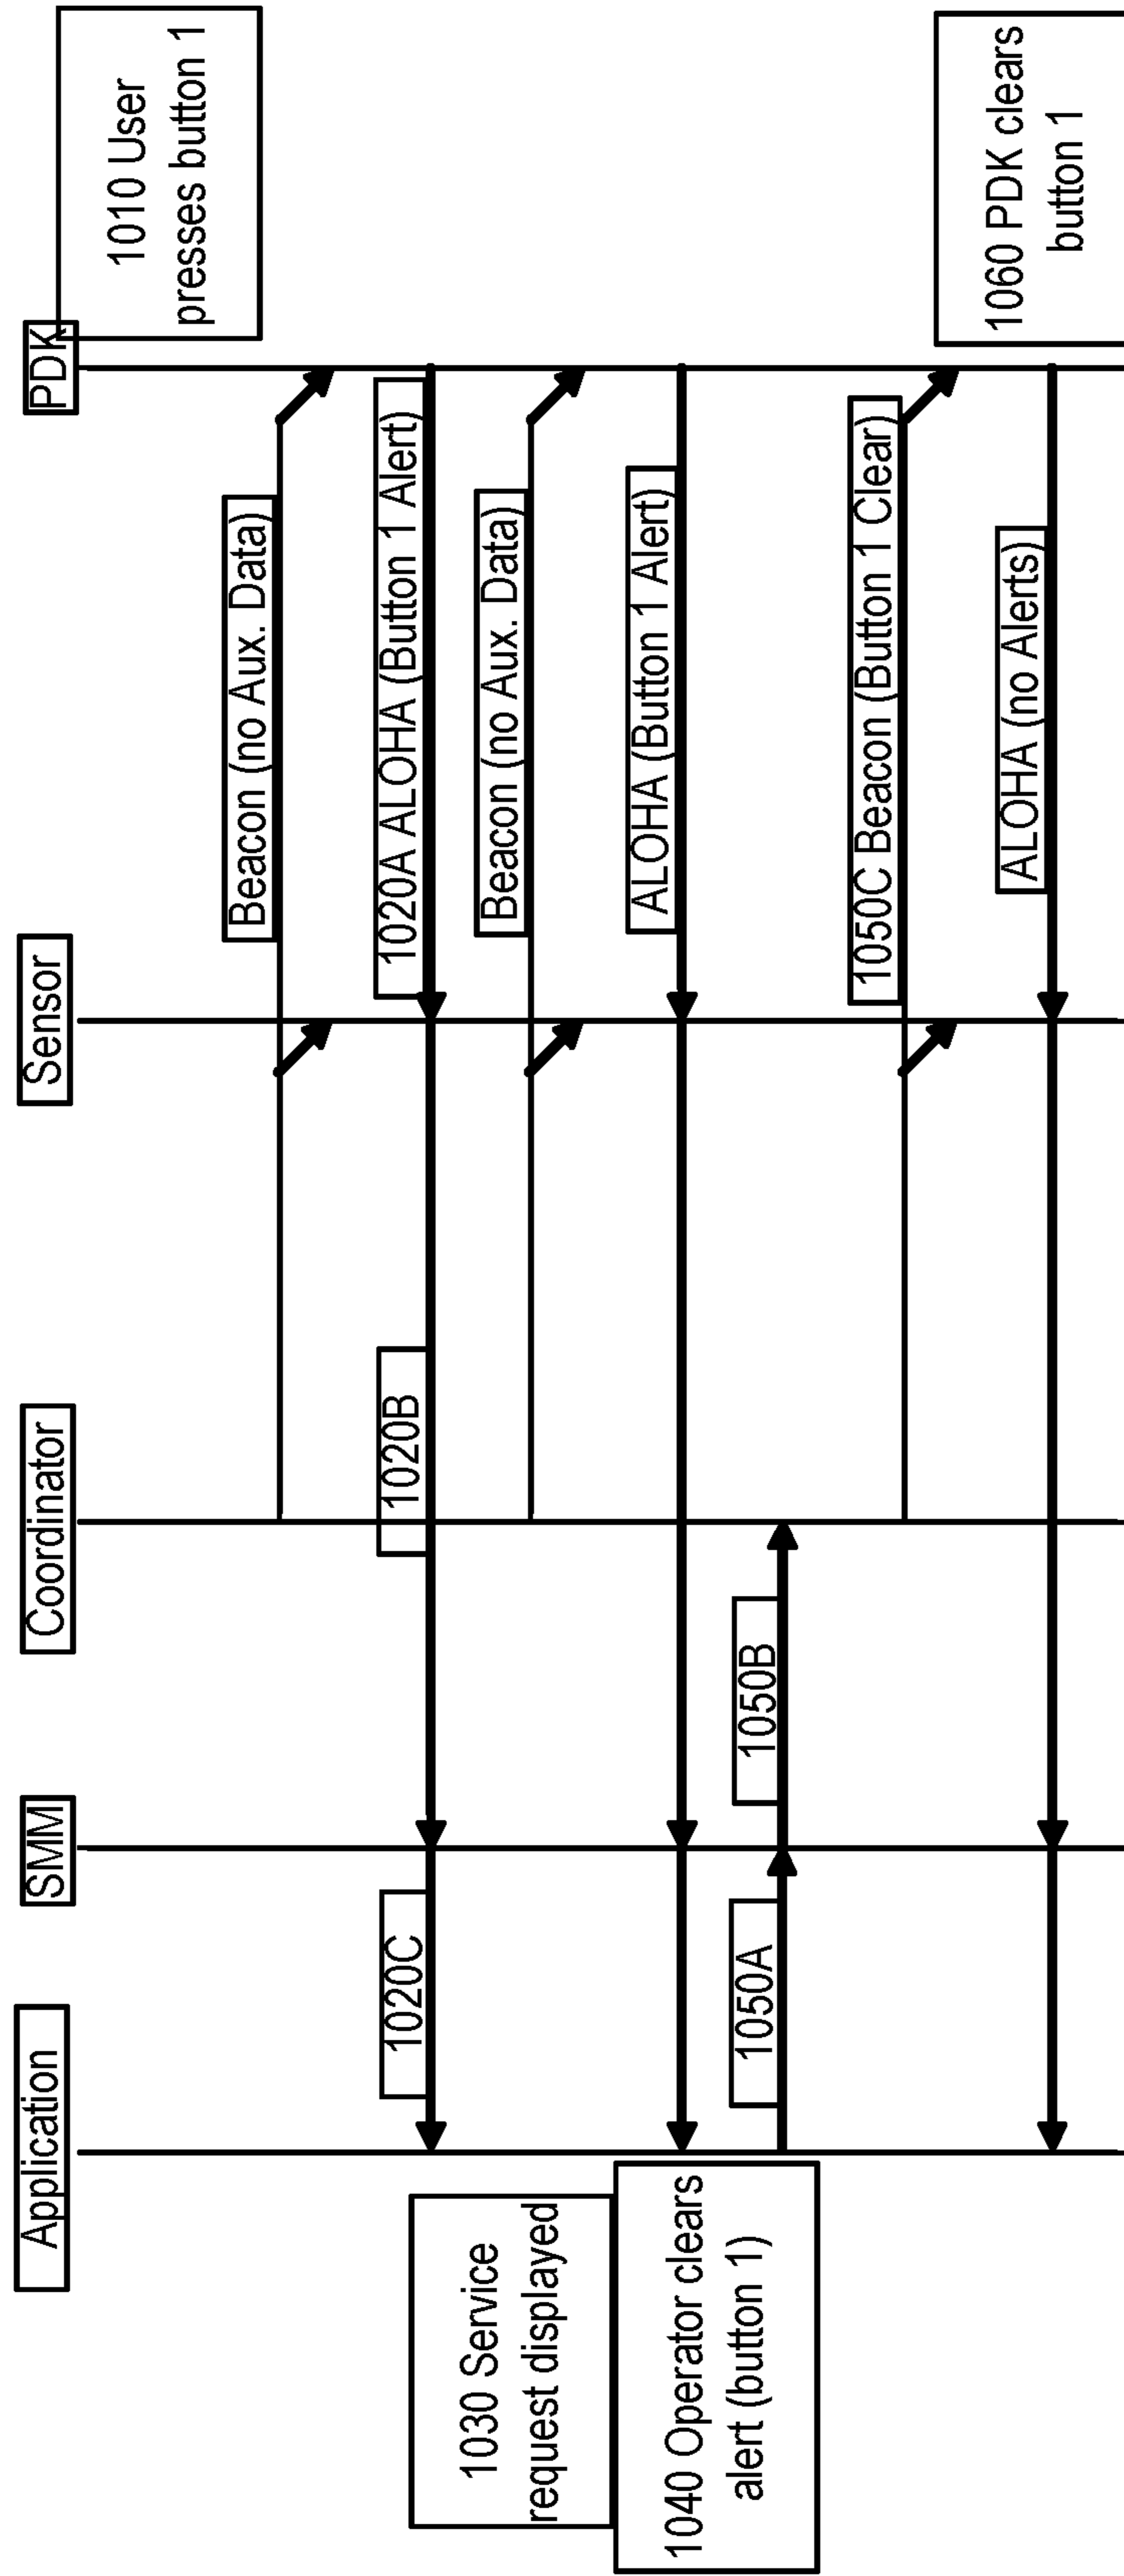 Application
SMM
Coordinator
Sensor
PDK
1010 User
presses button 1
Beacon (no Aux. Data)
1020C
1020B
1020A ALOHA (Button 1 Alert)
1030 Service
request displayed
Beacon (no Aux. Data)
ALOHA (Button 1 Alert)
1040 Operator clears
alert (button 1)
1050A
1050B
1050C Beacon (Button 1 Clear)
1060 PDK clears
button 1
ALOHA (no Alerts)